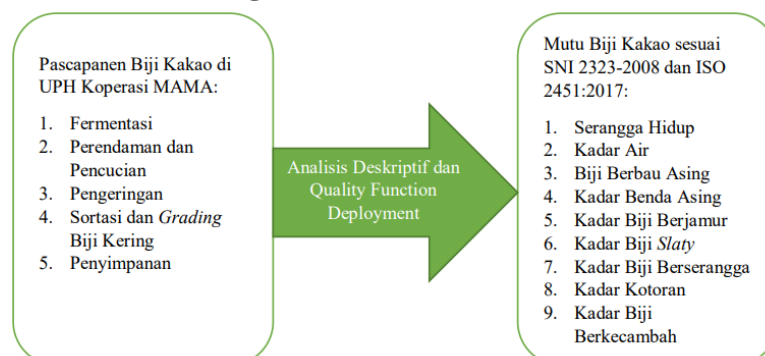 Pascapanen Biji Kakao di
UPH Koperasi MAMA:
1. Fermentasi
2. Perendaman dan
Pencucian
3. Pengeringan
4. Sortasi dan Grading
Biji Kering
5. Penyimpanan
Analisis Deskriptif dan
Quality Function
Deployment
Mutu Biji Kakao sesuai
SNI 2323-2008 dan ISO
2451:2017:
1. Serangga Hidup
2. Kadar Air
3. Biji Berbau Asing
4. Kadar Benda Asing
5. Kadar Biji Berjamur
6. Kadar Biji Slaty
7. Kadar Biji Berserangga
8. Kadar Kotoran
9. Kadar Biji
Berkecambah